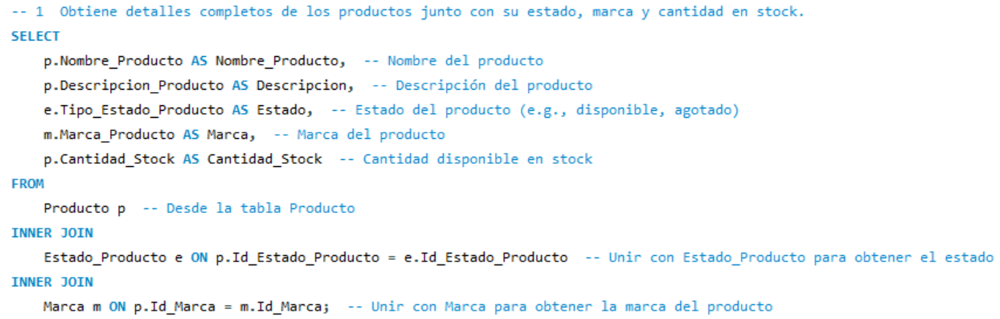 -- 1  Obtiene detalles completos de los productos junto con su estado, marca y cantidad en stock.
SELECT
    p.Nombre_Producto AS Nombre_Producto,  -- Nombre del producto
    p.Descripcion_Producto AS Descripcion,  -- Descripción del producto
    e.Tipo_Estado_Producto AS Estado,  -- Estado del producto (e.g., disponible, agotado)
    m.Marca_Producto AS Marca,  -- Marca del producto
    p.Cantidad_Stock AS Cantidad_Stock  -- Cantidad disponible en stock
FROM
    Producto p  -- Desde la tabla Producto
INNER JOIN
    Estado_Producto e ON p.Id_Estado_Producto = e.Id_Estado_Producto  -- Unir con Estado_Producto para obtener el estado
INNER JOIN
    Marca m ON p.Id_Marca = m.Id_Marca;  -- Unir con Marca para obtener la marca del producto